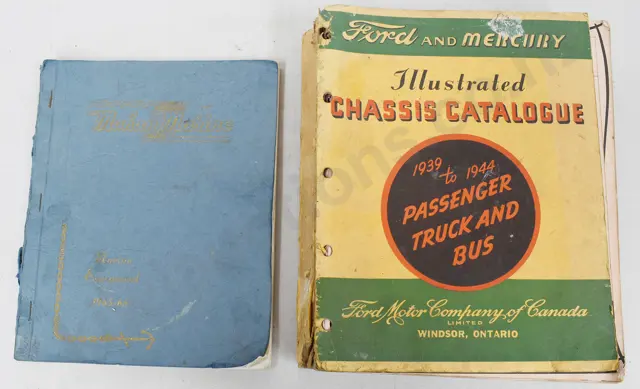 Ford AND MERCURY
Illustrated
CHASSIS CATALOGUE
1939 to 1944
PASSENGER
TRUCK AND
BUS
Ford Motor Company, of Canada
LIMITED
WINDSOR, ONTARIO